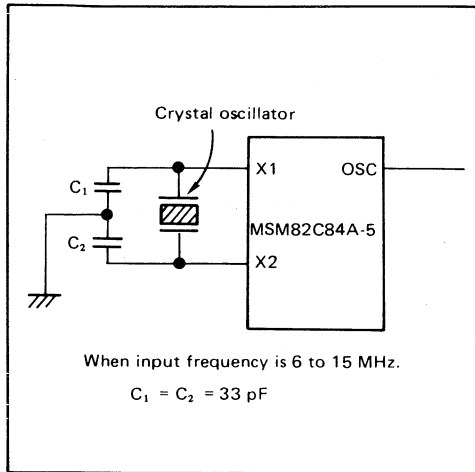 Crystal oscillator
X1
OSC
C₁
C₂
MSM82C84A-5
X2
When input frequency is 6 to 15 MHz.
C₁ = C₂ = 33 pF